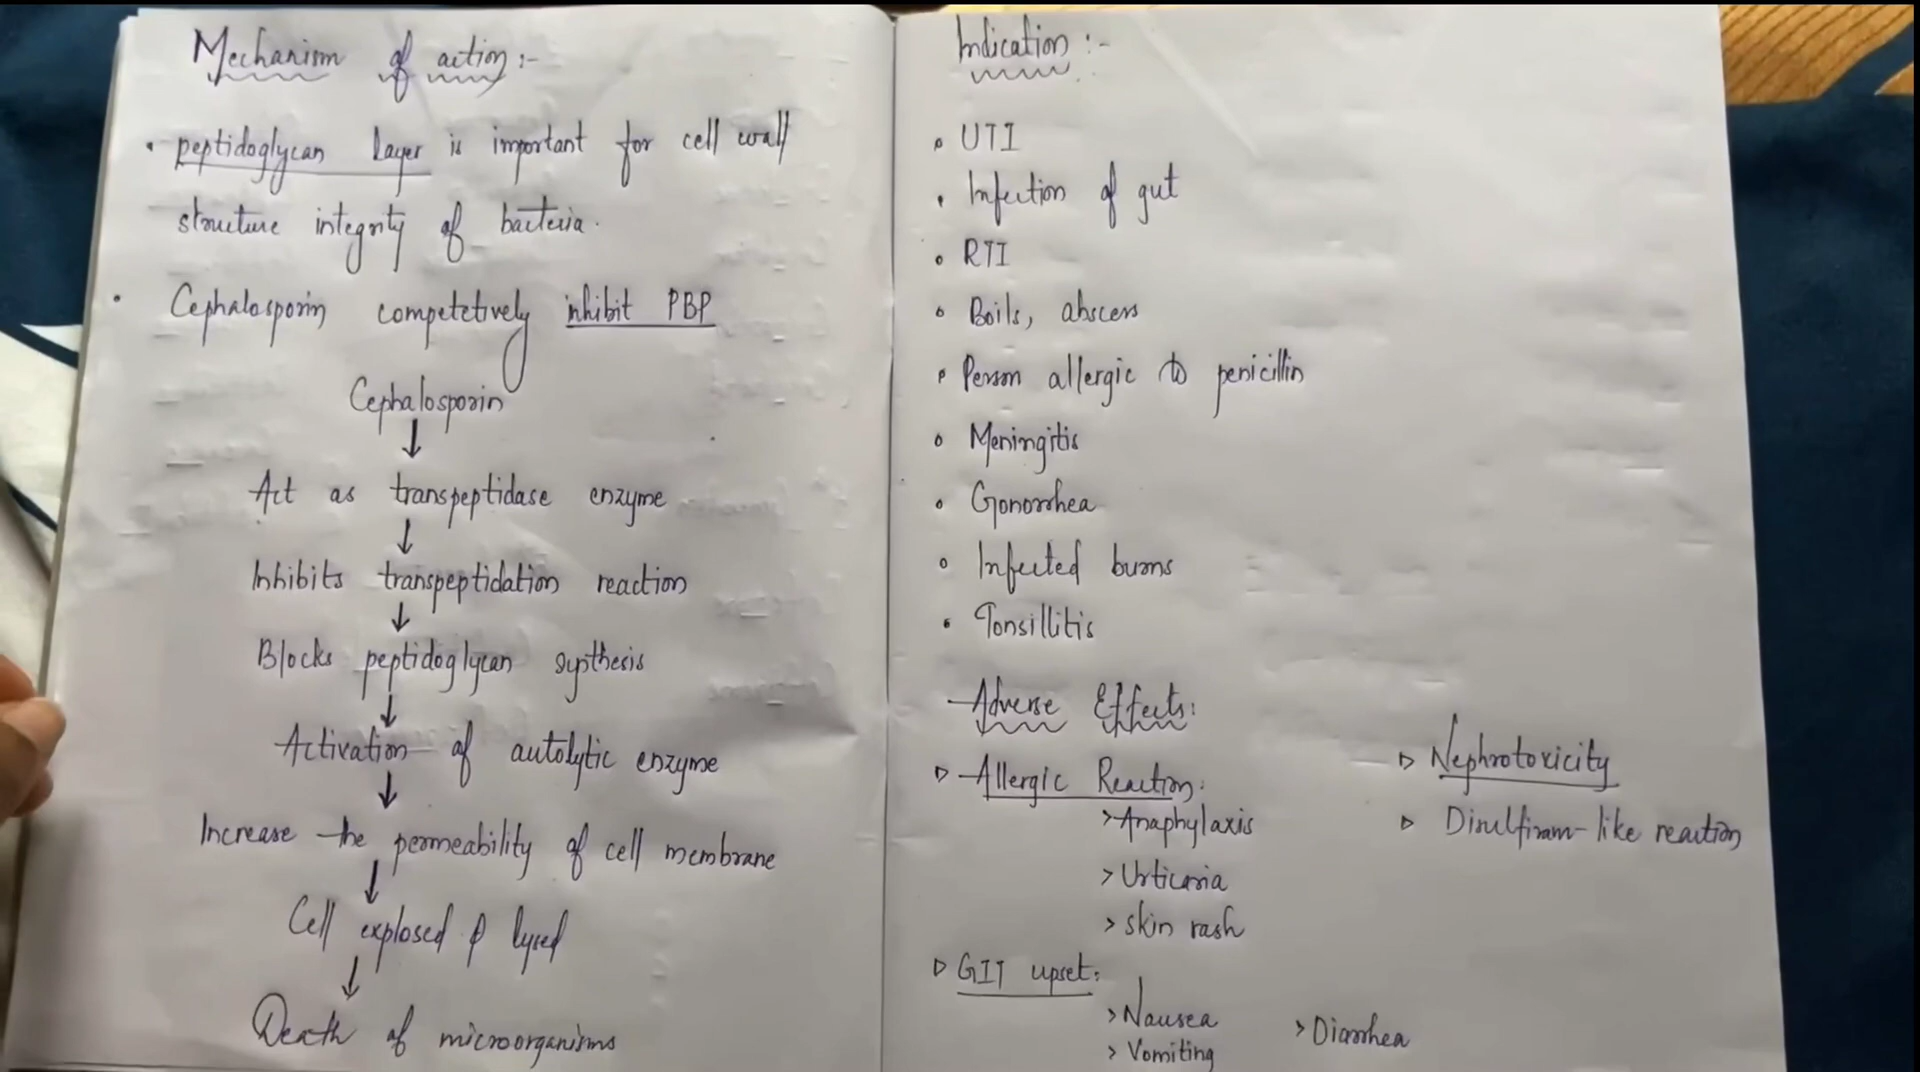 Mechanism of action :-
• peptidoglycan layer is important for cell wall
structure integrity of bacteria.
• Cephalosporin competetively inhibit PBP
Cephalosporin
↓
Act as transpeptidase enzyme
↓
Inhibits transpeptidation reaction
↓
Blocks peptidoglycan synthesis
↓
Activation of autolytic enzyme
↓
Increase the permeability of cell membrane
↓
Cell explosed & lysed
↓
Death of microorganisms
Indication :-
• UTI
• Infection of gut
• RTI
• Boils, abscess
• Person allergic to penicillin
• Meningitis
• Gonorrhea
• Infected burns
• Tonsillitis
Adverse Effects:
▷ Allergic Reaction:
> Anaphylaxis
> Urticaria
> skin rash
▷ GIT upset:
> Nausea
> Vomiting
> Diarrhea
▷ Nephrotoxicity
▷ Disulfiram-like reaction